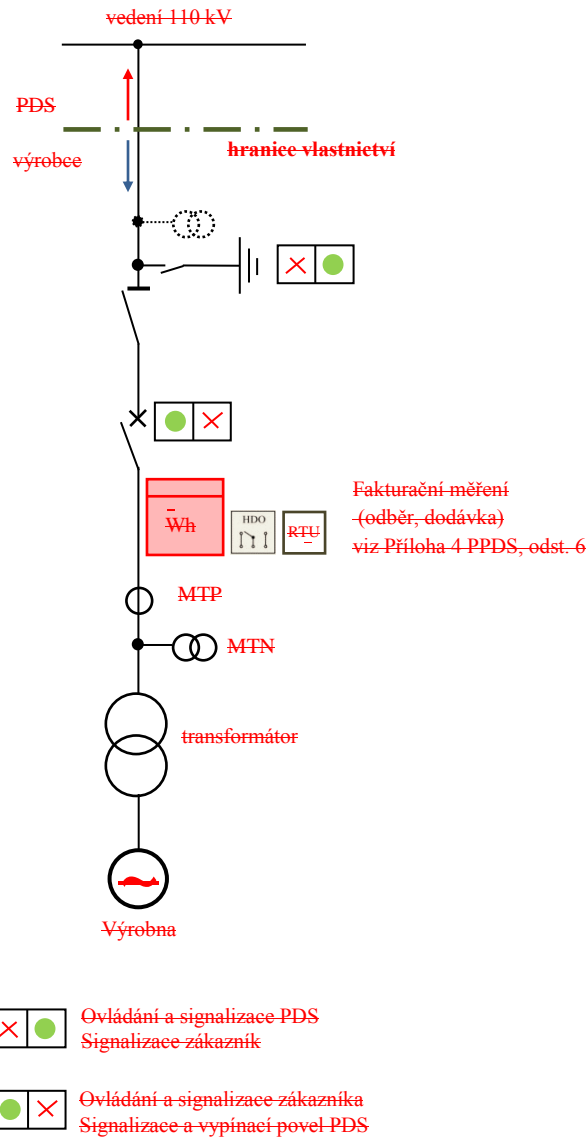 vedení 110 kV
PDS
výrobce
hranice vlastnictví
Wh
HDO
RTU
Fakturační měření
(odběr, dodávka)
viz Příloha 4 PPDS, odst. 6
MTP
MTN
transformátor
Výrobna
Ovládání a signalizace PDS
Signalizace zákazník
Ovládání a signalizace zákazníka
Signalizace a vypínací povel PDS